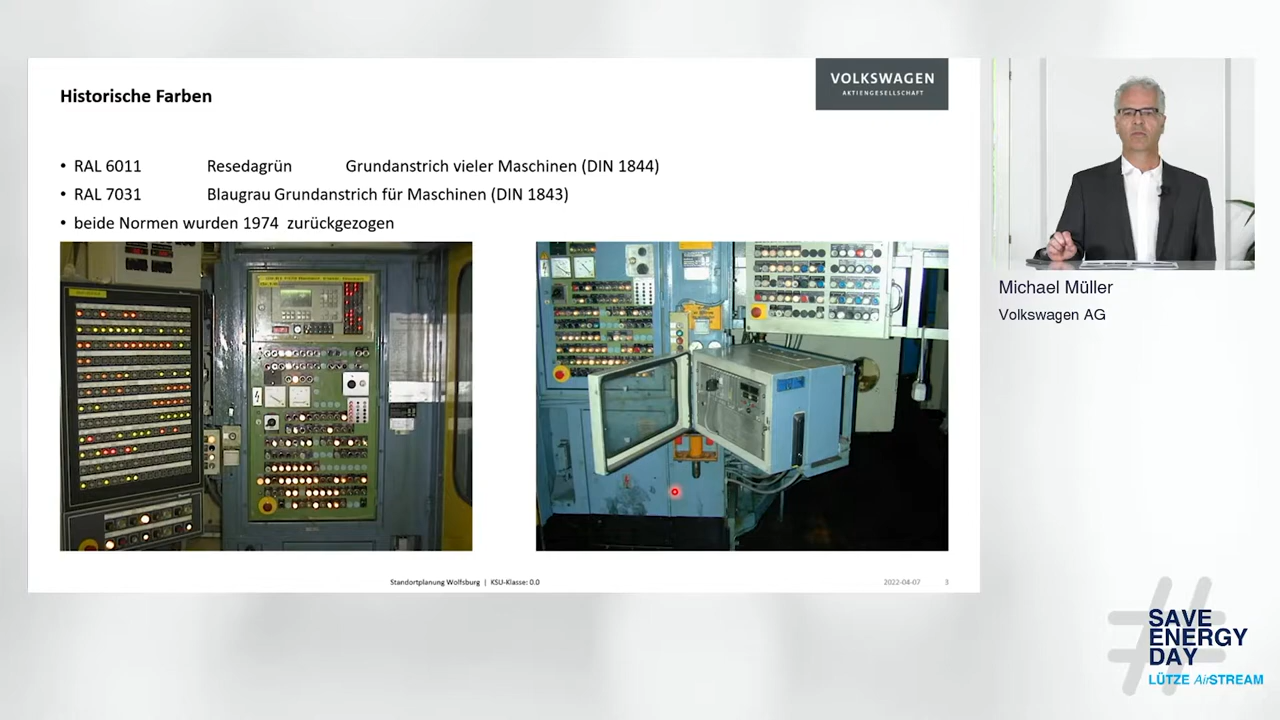 Historische Farben
VOLKSWAGEN
AKTIENGESELLSCHAFT
• RAL 6011 Resedagrün Grundanstrich vieler Maschinen (DIN 1844)
• RAL 7031 Blaugrau Grundanstrich für Maschinen (DIN 1843)
• beide Normen wurden 1974 zurückgezogen
Standortplanung Wolfsburg | KSU-Klasse: 0.0
2022-04-07
3
Michael Müller
Volkswagen AG
#
SAVE
ENERGY
DAY
LÜTZE AirSTREAM